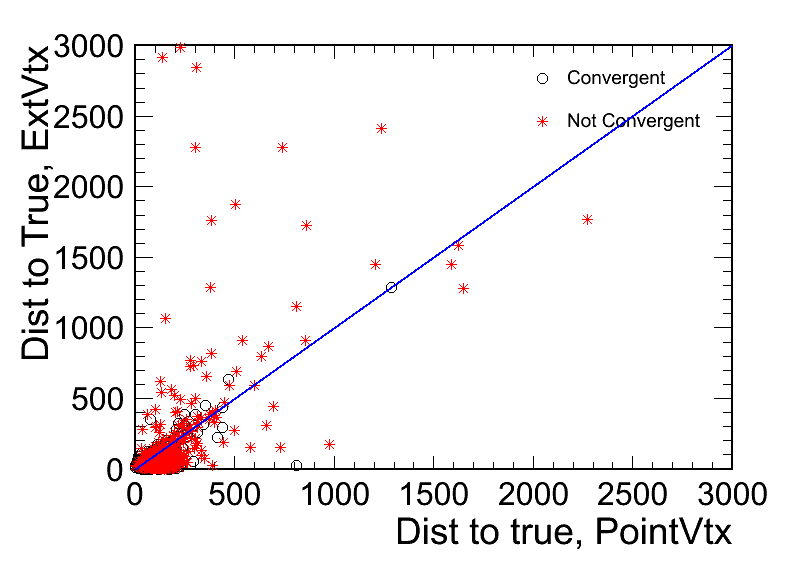 Dist to True, ExtVtx
3000
2500
2000
1500
1000
500
0
Convergent
Not Convergent
0 500 1000 1500 2000 2500 3000
Dist to true, PointVtx